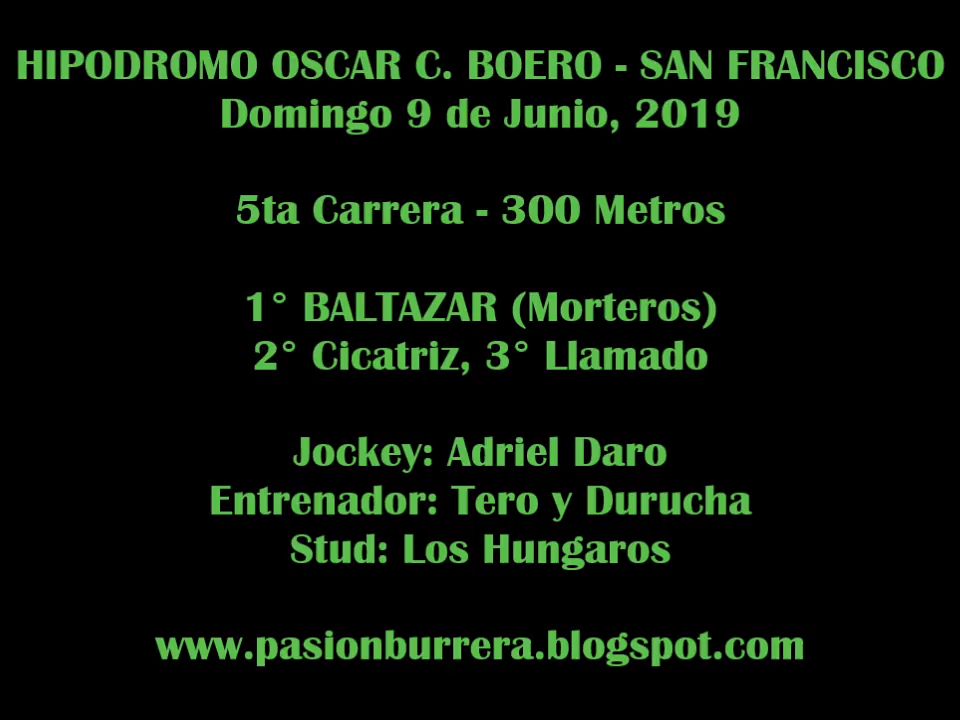 HIPODROMO OSCAR C. BOERO - SAN FRANCISCO
Domingo 9 de Junio, 2019
5ta Carrera - 300 Metros
1° BALTAZAR (Morteros)
2° Cicatriz, 3° Llamado
Jockey: Adriel Daro
Entrenador: Tero y Durucha
Stud: Los Hungaros
www.pasionburrera.blogspot.com